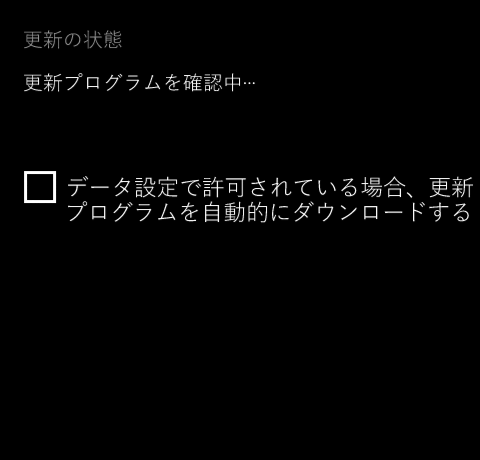 更新の状態
更新プログラムを確認中...
データ設定で許可されている場合、更新
プログラムを自動的にダウンロードする